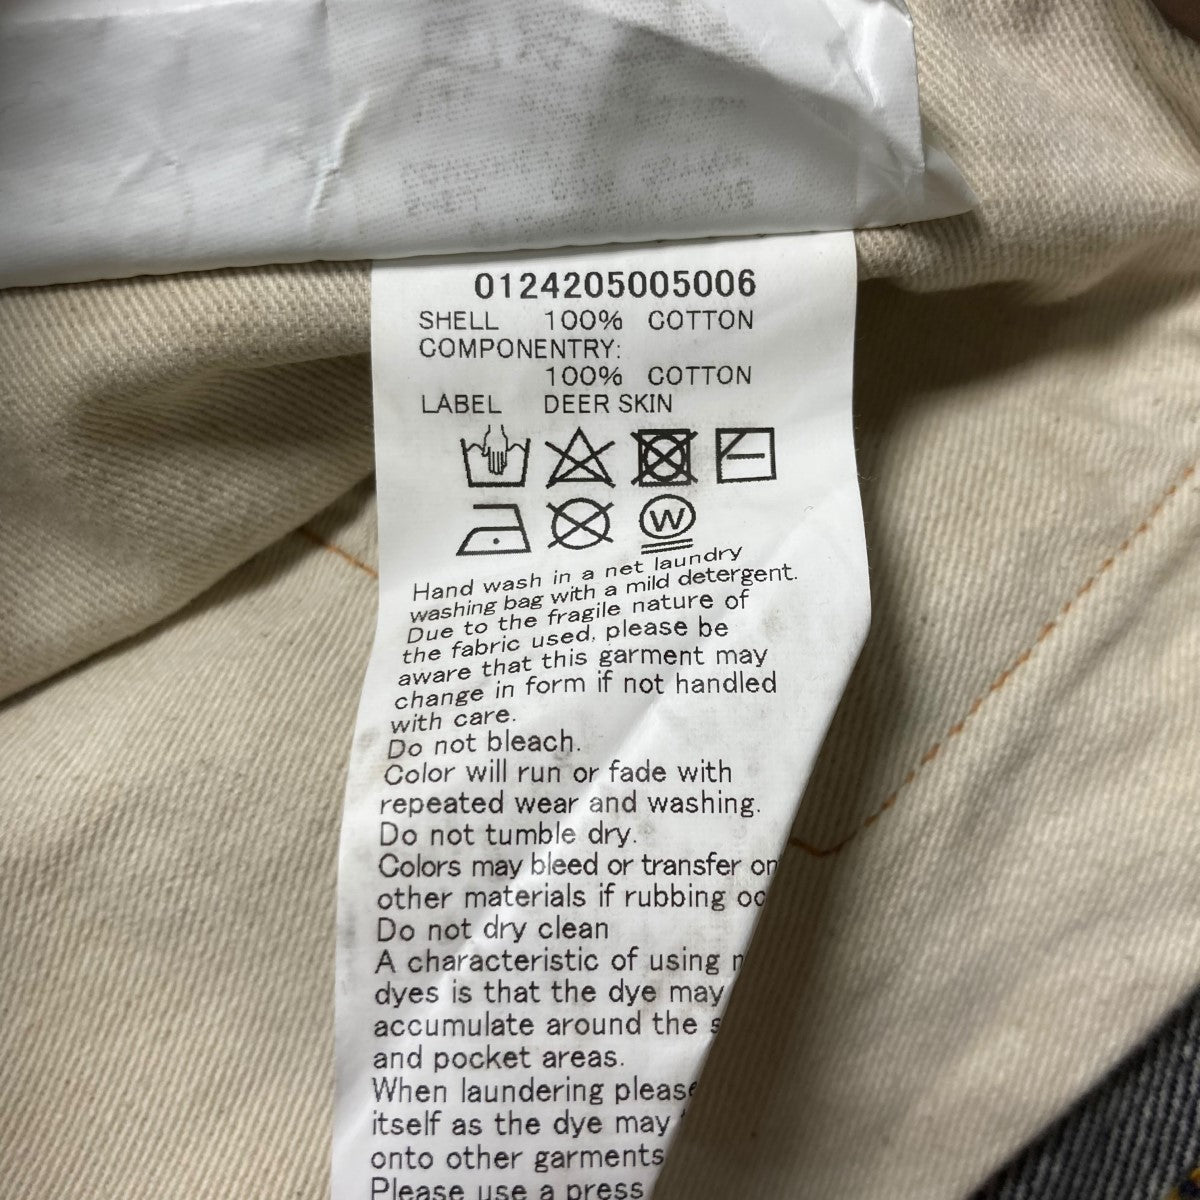 0124205005006
SHELL 100% COTTON
COMPONENTRY:
100% COTTON
LABEL DEER SKIN
W
Hand wash in a net laundry
washing bag with a mild detergent.
Due to the fragile nature of
the fabric used, please be
aware that this garment may
change in form if not handled
with care.
Do not bleach.
Color will run or fade with
repeated wear and washing.
Do not tumble dry.
Colors may bleed or transfer on
other materials if rubbing
Do not dry clean
A characteristic of using
dyes is that the dye may
accumulate around the
and pocket areas.
When laundering please
itself as the dye may
onto other garments
Please use a press